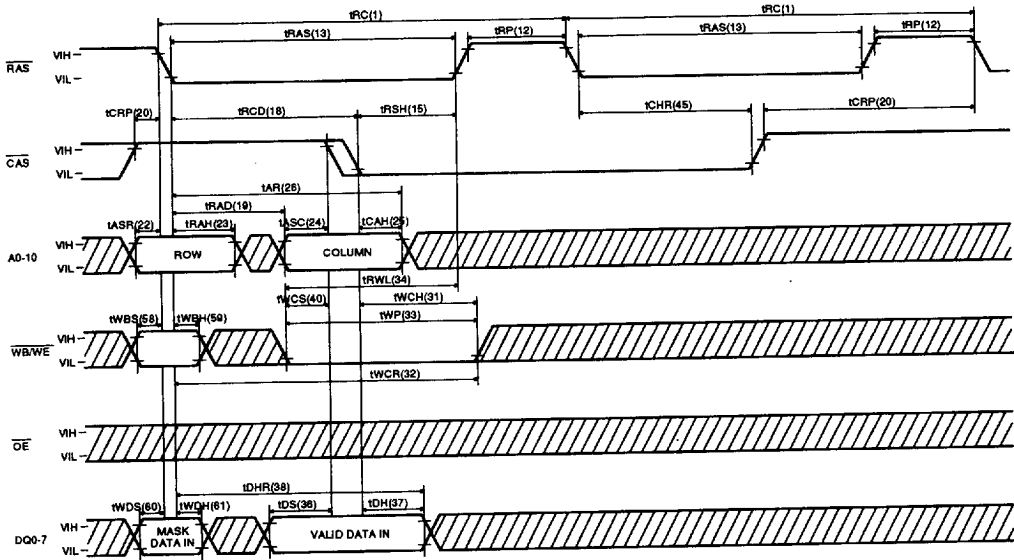 tRC(1) tRC(1)
tRAS(13) tRP(12) tRAS(13) tRP(12)
RAS VIH VIL
tCRP(20) tRCD(18) tRSH(15) tCHR(45) tCRP(20)
CAS VIH VIL
tAR(26)
tRAD(19)
tASR(22) tRAH(23) tASC(24) tCAH(25)
A0-10 VIH VIL ROW COLUMN
tRWL(34)
tWCS(40) tWCH(31)
tWBS(58) tWBH(59) tWP(33)
WB/WE VIH VIL
tWCR(32)
OE VIH VIL
tDHR(38)
tWDS(60) tWDH(61) tDS(36) tDH(37)
DQ0-7 VIH VIL MASK DATA IN VALID DATA IN